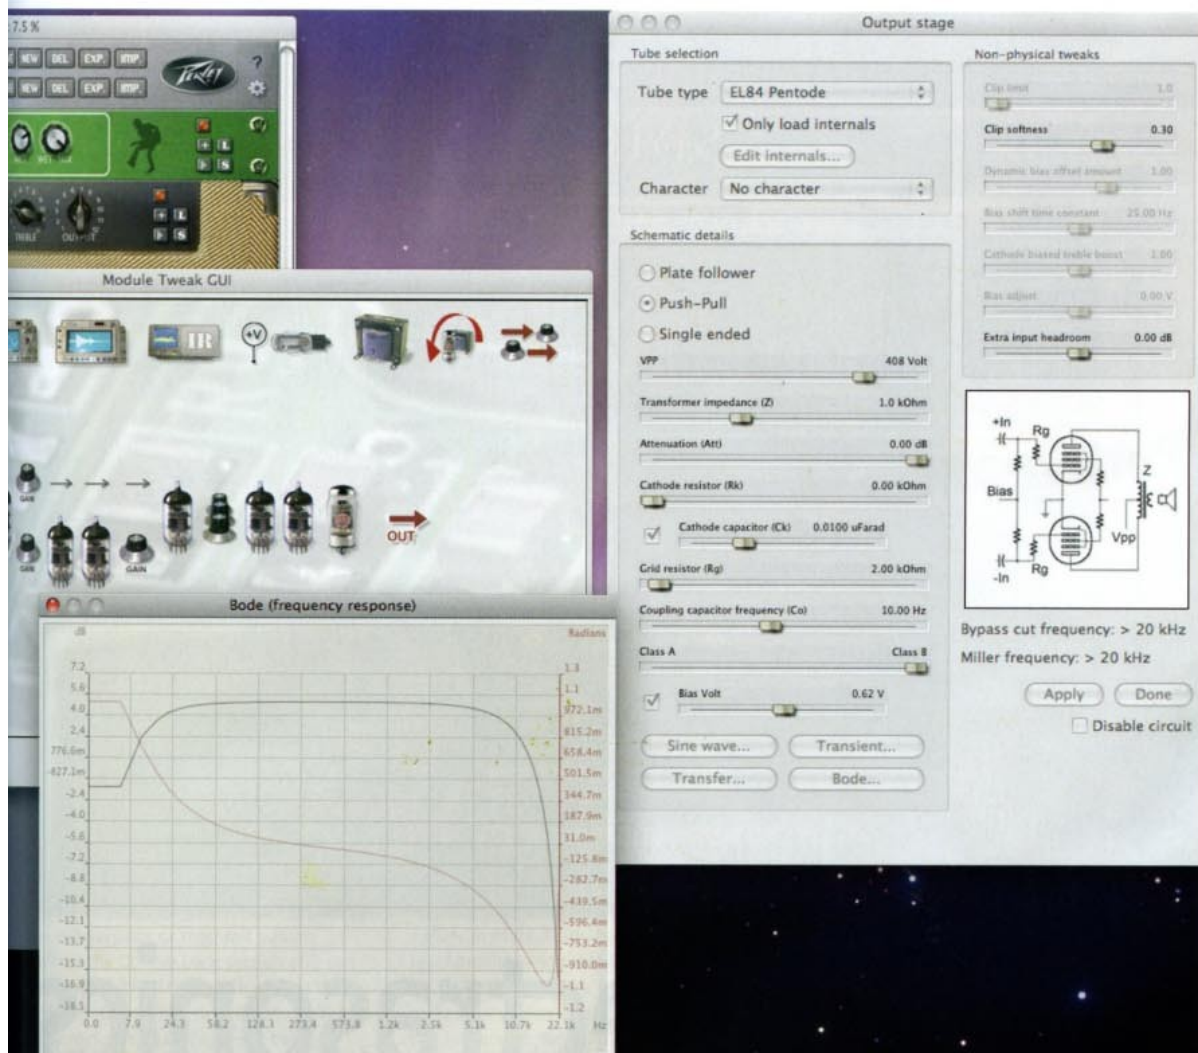 7.5 %
NEW DEL EXP. IMP.
?
Peavey
NEW DEL EXP. IMP.
+ L
S
TREBLE OUTPUT
+ L
S
Module Tweak GUI
+V
IR
GAIN
GAIN
GAIN
OUT
Bode (frequency response)
dB
Radians
7.2
5.6
4.0
2.4
776.6m
-827.1m
-2.4
-4.0
-5.6
-7.2
-8.8
-10.4
-12.1
-13.7
-15.3
-16.9
-18.5
1.3
1.1
972.1m
815.2m
658.4m
501.5m
344.7m
187.9m
31.0m
-125.8m
-282.7m
-439.5m
-596.4m
-753.2m
-910.0m
-1.1
-1.2
0.0 7.9 24.3 58.2 128.3 273.4 573.8 1.2k 2.5k 5.1k 10.7k 22.1k Hz
Output stage
Tube selection
Tube type EL84 Pentode
Only load internals
Edit internals...
Character No character
Schematic details
Plate follower
Push-Pull
Single ended
VPP 408 Volt
Transformer impedance (Z) 1.0 kOhm
Attenuation (Att) 0.00 dB
Cathode resistor (Rk) 0.00 kOhm
Cathode capacitor (Ck) 0.0100 uFarad
Grid resistor (Rg) 2.00 kOhm
Coupling capacitor frequency (Co) 10.00 Hz
Class A Class B
Bias Volt 0.62 V
Sine wave... Transient...
Transfer... Bode...
Non-physical tweaks
Clip limit 1.0
Clip softness 0.30
Dynamic bias offset amount 1.00
Bias shift time constant 25.00 Hz
Cathode biased treble boost 1.00
Bias adjust 0.00 V
Extra input headroom 0.00 dB
+In
Rg
Bias
Z
Vpp
-In
Rg
Bypass cut frequency: > 20 kHz
Miller frequency: > 20 kHz
Apply Done
Disable circuit